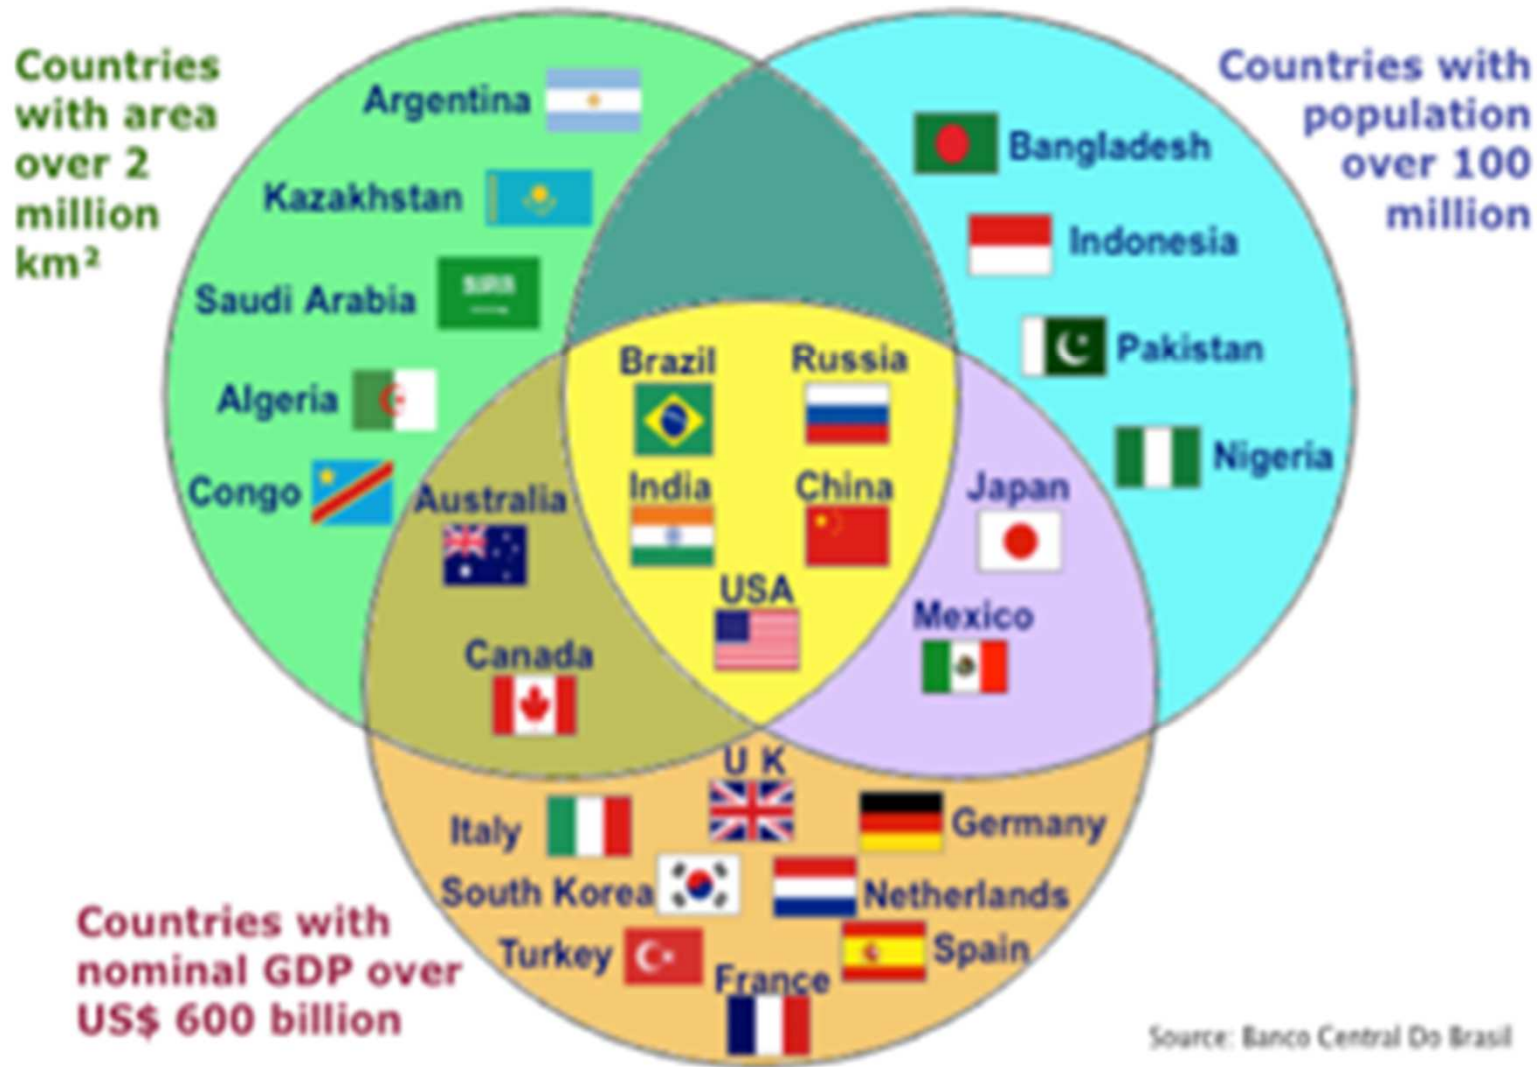 Countries
with area
over 2
million
km²
Countries with
population
over 100
million
Argentina
Kazakhstan
Saudi Arabia
Algeria
Congo
Bangladesh
Indonesia
Pakistan
Nigeria
Brazil
Russia
India
China
USA
Australia
Canada
Japan
Mexico
U K
Italy
Germany
South Korea
Netherlands
Turkey
Spain
France
Countries with
nominal GDP over
US$ 600 billion
Source: Banco Central Do Brasil